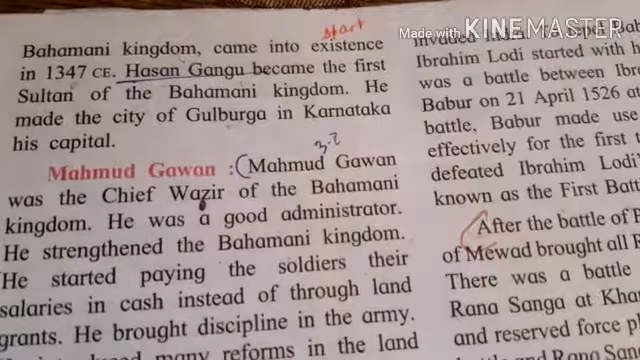 Made with KINEMASTER
start
Bahamani kingdom, came into existence
in 1347 CE. Hasan Gangu became the first
Sultan of the Bahamani kingdom. He
made the city of Gulburga in Karnataka
his capital.
Mahmud Gawan : (Mahmud Gawan
was the Chief Wazir of the Bahamani
kingdom. He was a good administrator.
He strengthened the Bahamani kingdom.
He started paying the soldiers their
salaries in cash instead of through land
grants. He brought discipline in the army.
many reforms in the land
Ibrahim Lodi started with h
was a battle between Ibr
Babur on 21 April 1526 at
battle, Babur made use
effectively for the first t
defeated Ibrahim Lodi'
known as the First Batt
After the battle of P
of Mewad brought all R
There was a battle
Rana Sanga at Kha
and reserved force pl